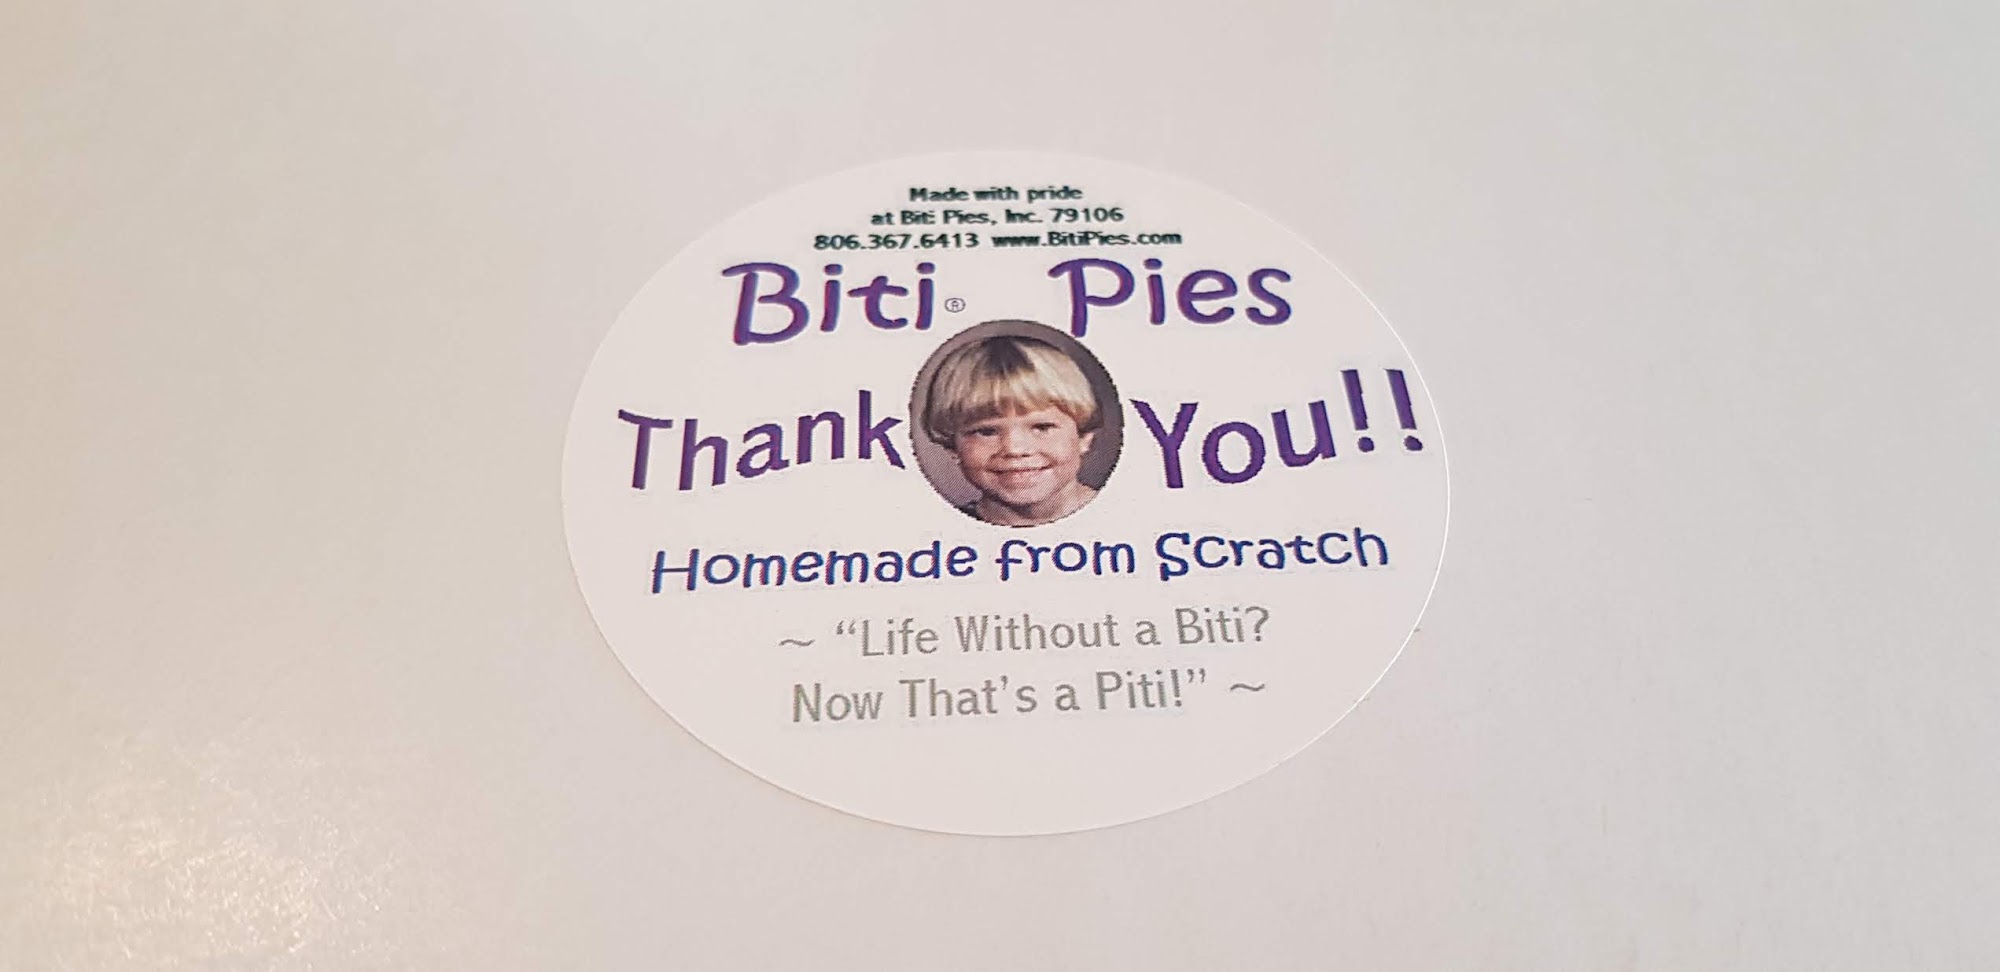 Made with pride
at Biti Pies, Inc. 79106
806.367.6413 www.BitiPies.com
Biti® Pies
Thank You!!
Homemade from Scratch
~ “Life Without a Biti?
Now That’s a Piti!” ~